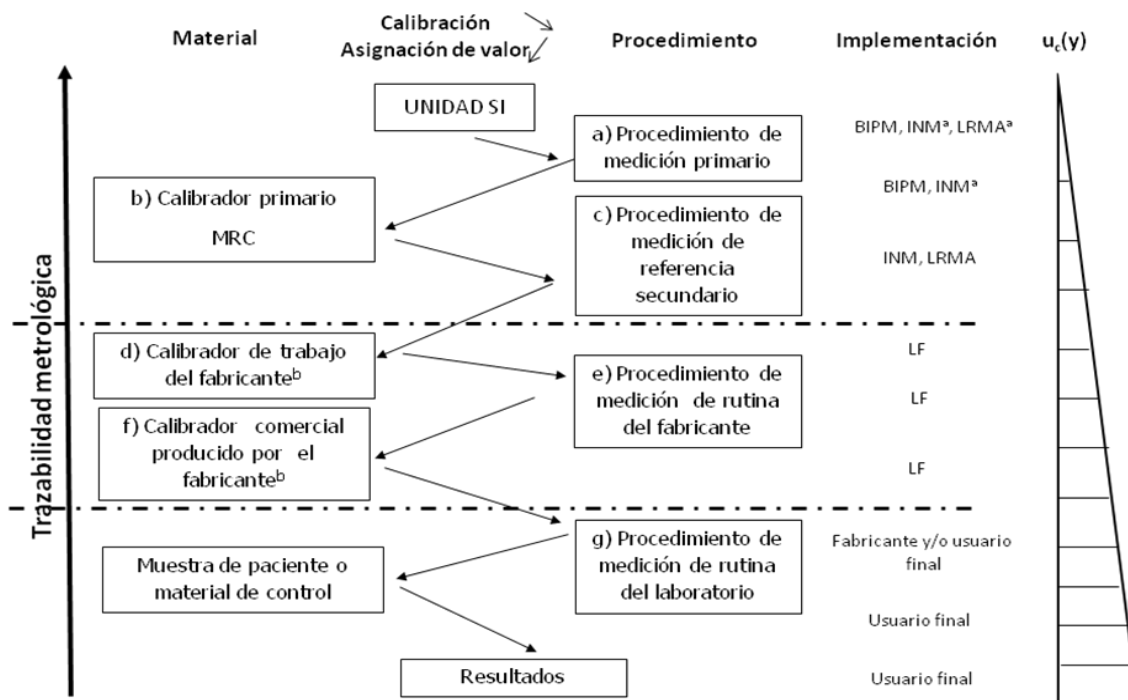 Material
Calibración
Asignación de valor
Procedimiento
Implementación
u_c(y)
Trazabilidad metrológica
UNIDAD SI
a) Procedimiento de
medición primario
BIPM, INMª, LRMAª
b) Calibrador primario
MRC
BIPM, INMª
c) Procedimiento de
medición de
referencia
secundario
INM, LRMA
d) Calibrador de trabajo
del fabricanteᵇ
LF
e) Procedimiento de
medición de rutina
del fabricante
LF
f) Calibrador comercial
producido por el
fabricanteᵇ
LF
g) Procedimiento de
medición de rutina
del laboratorio
Fabricante y/o usuario
final
Muestra de paciente o
material de control
Usuario final
Resultados
Usuario final